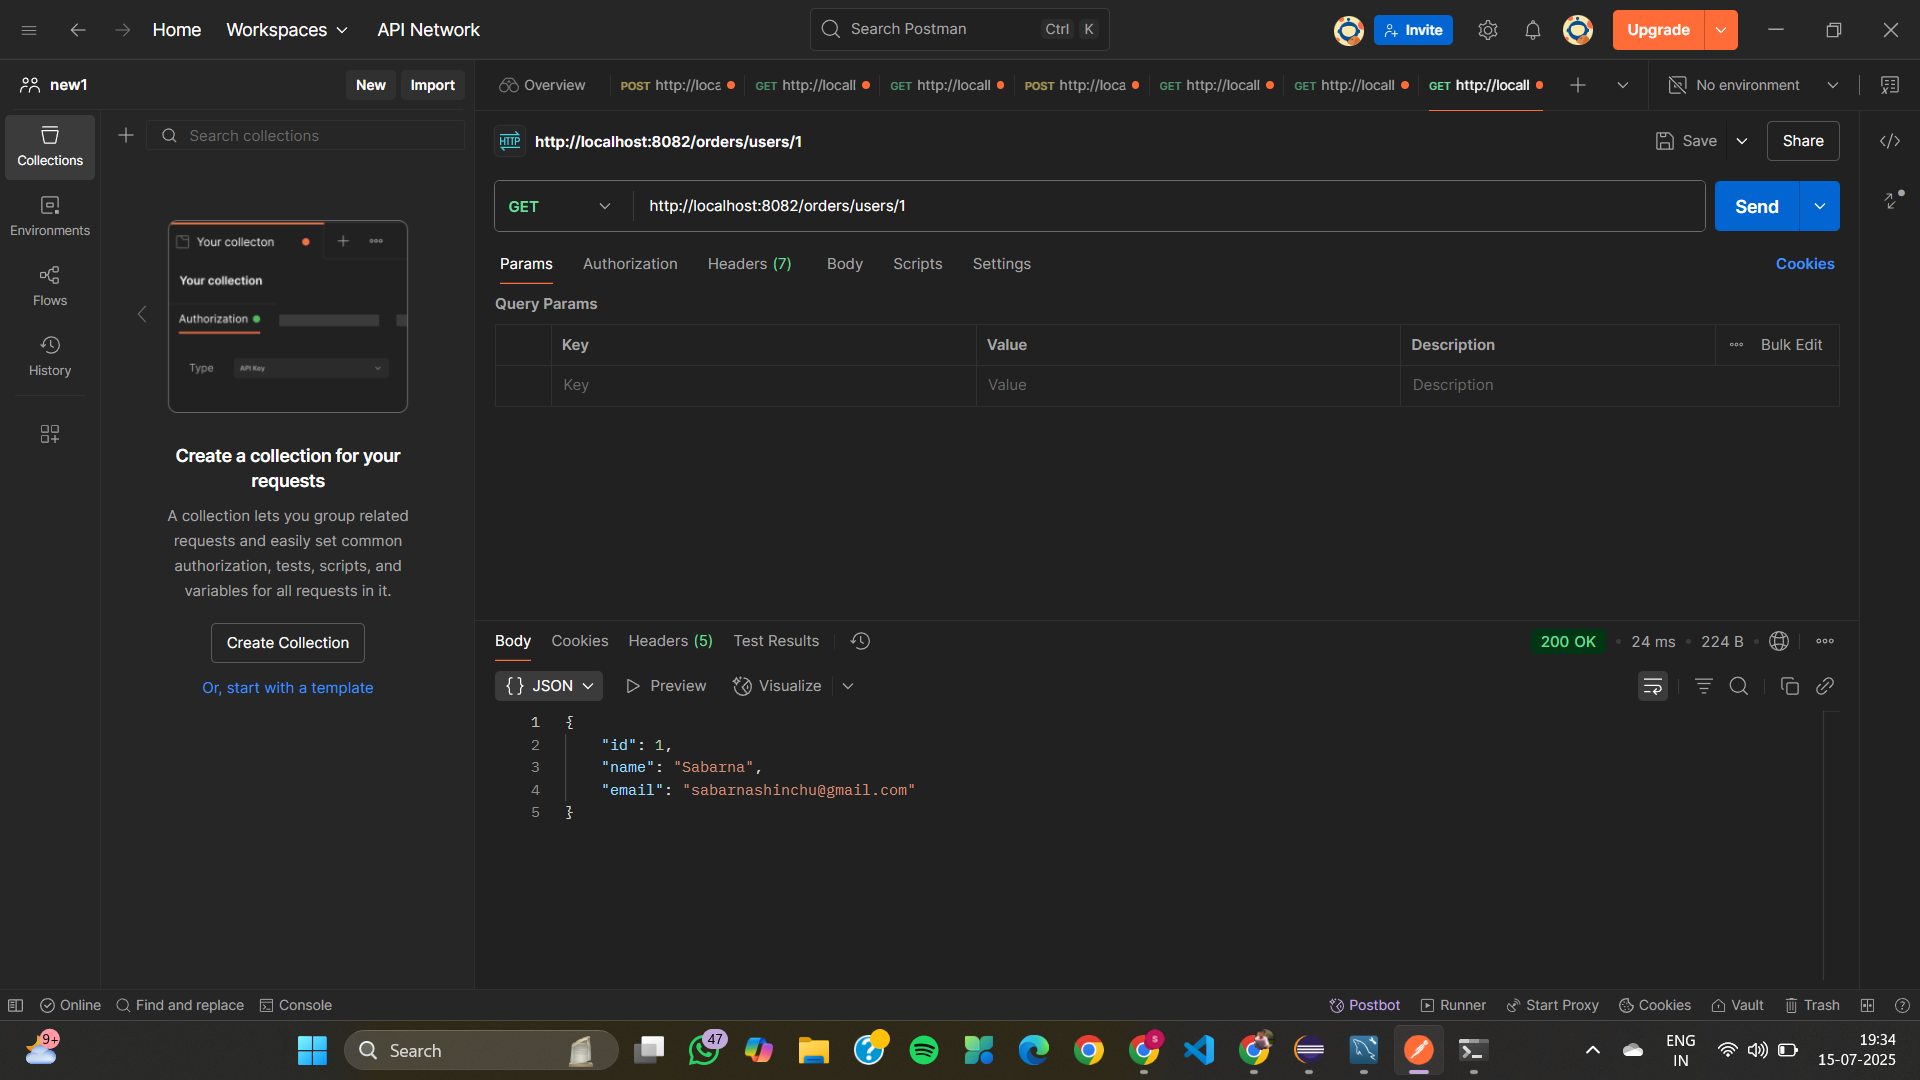 Home
Workspaces
API Network
Search Postman
Ctrl K
Invite
Upgrade
new1
New
Import
Overview
POST http://loca
GET http://locall
GET http://locall
POST http://loca
GET http://locall
GET http://locall
GET http://locall
No environment
Collections
Environments
Flows
History
Search collections
Your collecton
Your collection
Authorization
Type
API Key
Create a collection for your
requests
A collection lets you group related
requests and easily set common
authorization, tests, scripts, and
variables for all requests in it.
Create Collection
Or, start with a template
HTTP
http://localhost:8082/orders/users/1
Save
Share
GET
http://localhost:8082/orders/users/1
Send
Params
Authorization
Headers (7)
Body
Scripts
Settings
Cookies
Query Params
Key
Value
Description
Bulk Edit
Key
Value
Description
Body
Cookies
Headers (5)
Test Results
200 OK
24 ms
224 B
{} JSON
Preview
Visualize
1 {
2 "id": 1,
3 "name": "Sabarna",
4 "email": "sabarnashinchu@gmail.com"
5 }
Online
Find and replace
Console
Postbot
Runner
Start Proxy
Cookies
Vault
Trash
9+
Search
47
S
ENG
IN
19:34
15-07-2025